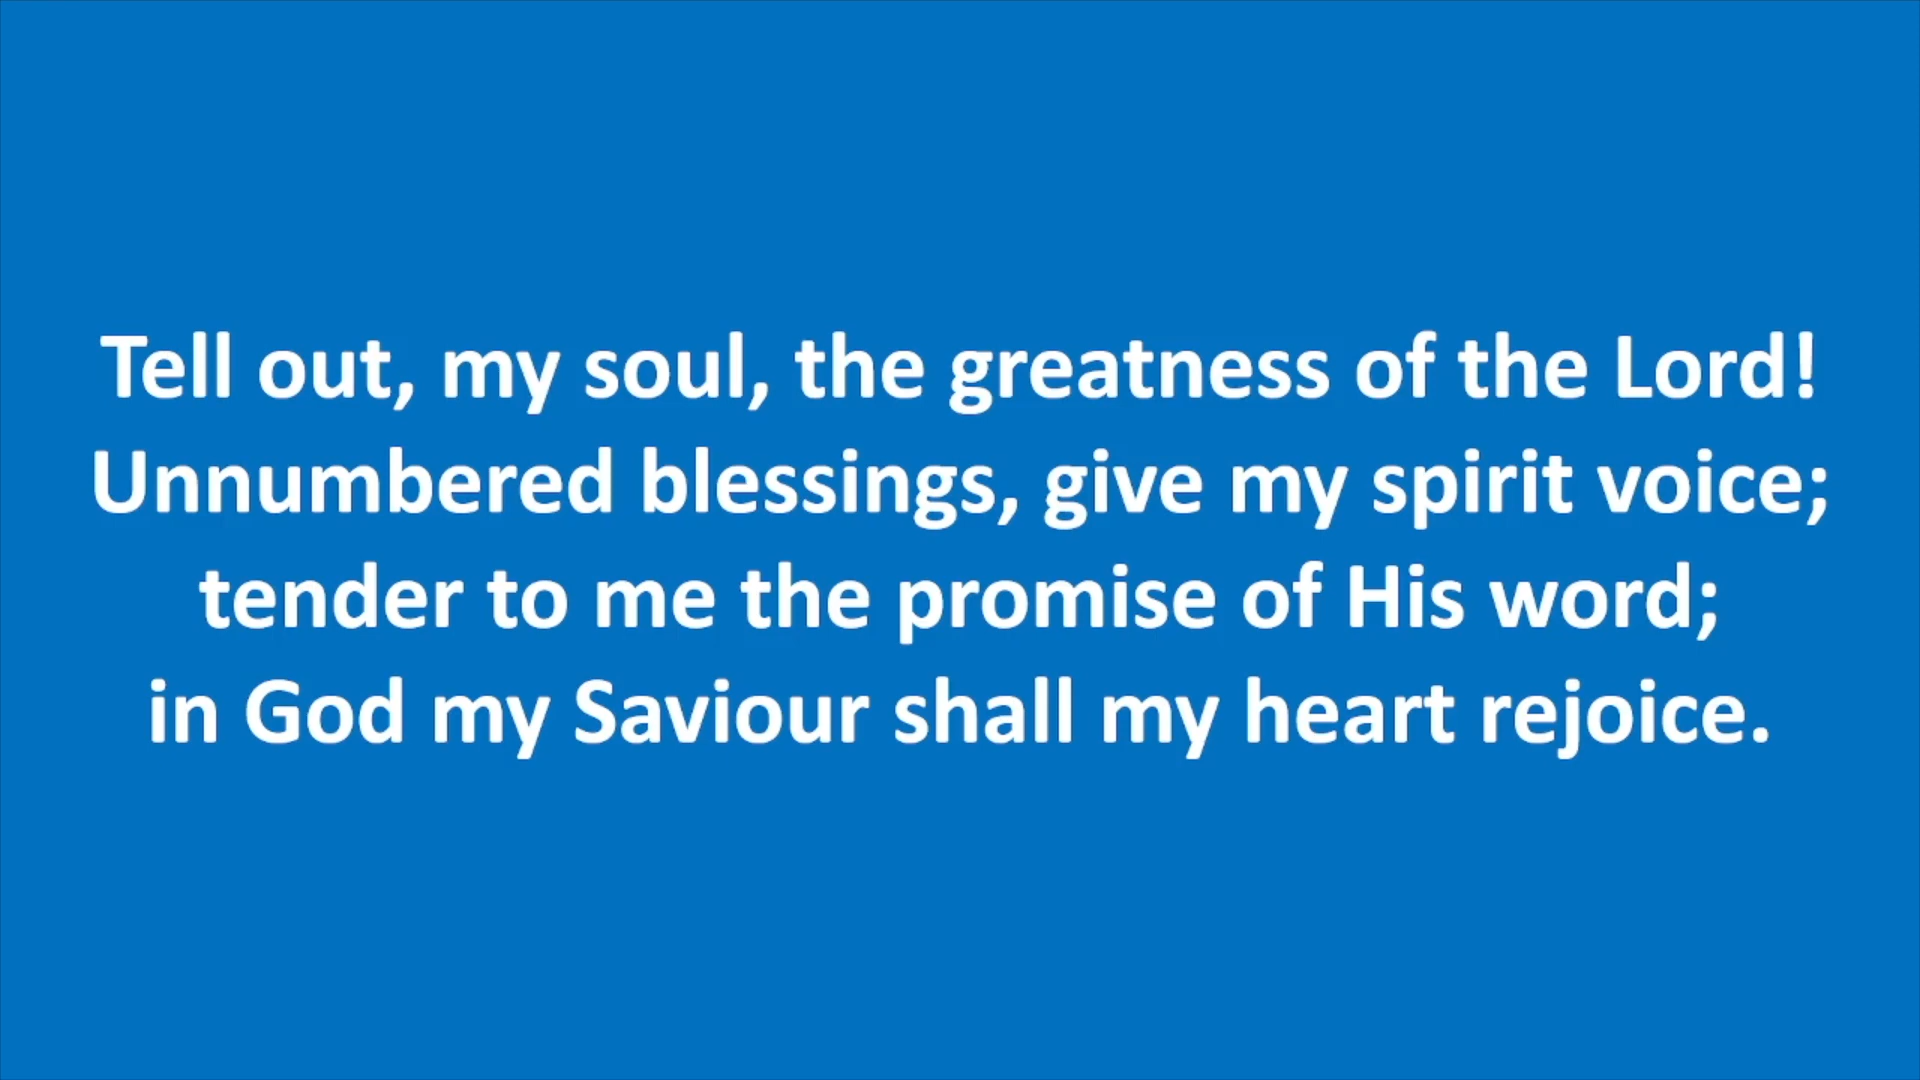 Tell out, my soul, the greatness of the Lord!
Unnumbered blessings, give my spirit voice;
tender to me the promise of His word;
in God my Saviour shall my heart rejoice.